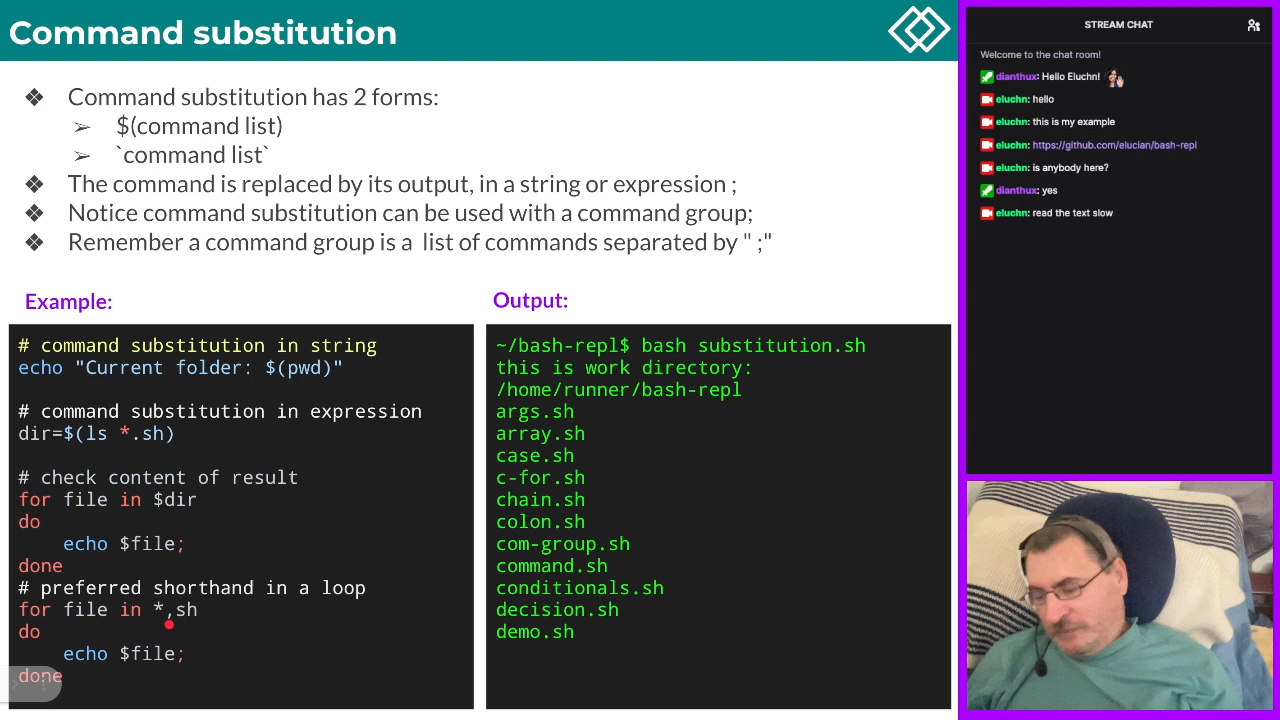 Command substitution
❖ Command substitution has 2 forms:
➢ $(command list)
➢ `command list`
❖ The command is replaced by its output, in a string or expression ;
❖ Notice command substitution can be used with a command group;
❖ Remember a command group is a  list of commands separated by " ;"
Example:
# command substitution in string
echo "Current folder: $(pwd)"
# command substitution in expression
dir=$(ls *.sh)
# check content of result
for file in $dir
do
    echo $file;
done
# preferred shorthand in a loop
for file in *,sh
do
    echo $file;
done
Output:
~/bash-repl$ bash substitution.sh
this is work directory:
/home/runner/bash-repl
args.sh
array.sh
case.sh
c-for.sh
chain.sh
colon.sh
com-group.sh
command.sh
conditionals.sh
decision.sh
demo.sh
STREAM CHAT
Welcome to the chat room!
dianthux: Hello Eluchn!
eluchn: hello
eluchn: this is my example
eluchn: https://github.com/elucian/bash-repl
eluchn: is anybody here?
dianthux: yes
eluchn: read the text slow